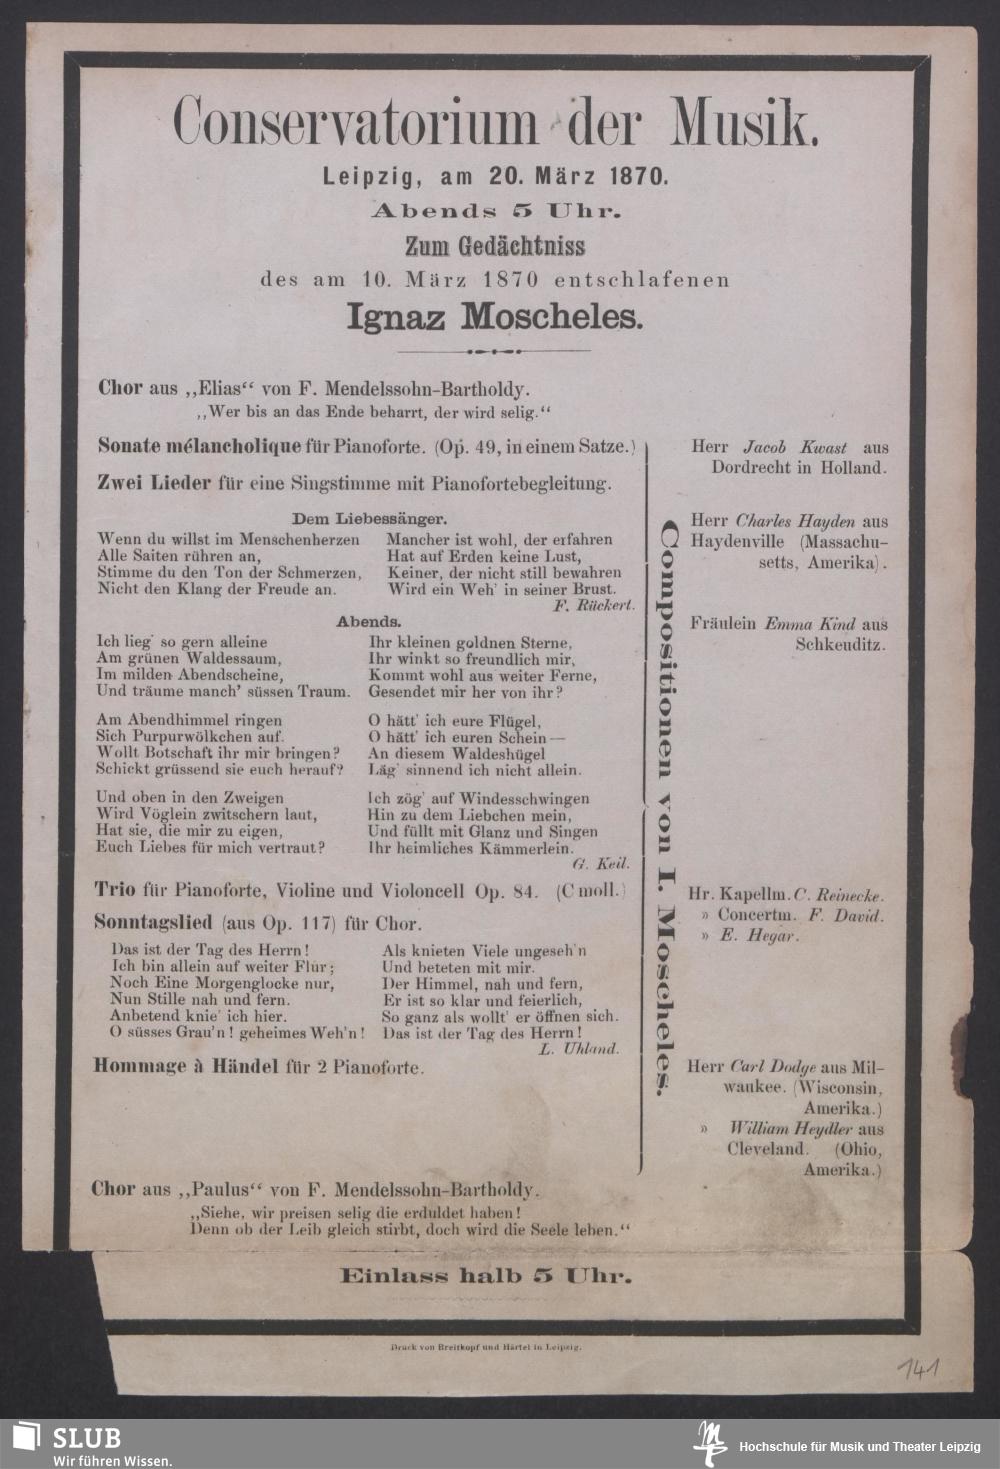 Conservatorium der Musik.
Leipzig, am 20. März 1870.
Abends 5 Uhr.
Zum Gedächtniss
des am 10. März 1870 entschlafenen
Ignaz Moscheles.
Chor aus „Elias“ von F. Mendelssohn-Bartholdy.
„Wer bis an das Ende beharrt, der wird selig.“
Sonate mélancholique für Pianoforte. (Op. 49, in einem Satze.)
Herr Jacob Kwast aus
Dordrecht in Holland.
Zwei Lieder für eine Singstimme mit Pianofortebegleitung.
Herr Charles Hayden aus
Haydenville (Massachu-
setts, Amerika).
Dem Liebessänger.
Wenn du willst im Menschenherzen
Alle Saiten rühren an,
Stimme du den Ton der Schmerzen,
Nicht den Klang der Freude an.
Mancher ist wohl, der erfahren
Hat auf Erden keine Lust,
Keiner, der nicht still bewahren
Wird ein Weh' in seiner Brust.
F. Rückert.
Fräulein Emma Kind aus
Schkeuditz.
Abends.
Ich lieg' so gern alleine
Am grünen Waldessaum,
Im milden Abendscheine,
Und träume manch' süssen Traum.
Am Abendhimmel ringen
Sich Purpurwölkchen auf.
Wollt Botschaft ihr mir bringen?
Schickt grüssend sie euch herauf?
Und oben in den Zweigen
Wird Vöglein zwitschern laut,
Hat sie, die mir zu eigen,
Euch Liebes für mich vertraut?
Ihr kleinen goldnen Sterne,
Ihr winkt so freundlich mir,
Kommt wohl aus weiter Ferne,
Gesendet mir her von ihr?
O hätt' ich eure Flügel,
O hätt' ich euren Schein —
An diesem Waldeshügel
Läg' sinnend ich nicht allein.
Ich zög' auf Windesschwingen
Hin zu dem Liebchen mein,
Und füllt mit Glanz und Singen
Ihr heimliches Kämmerlein.
G. Keil.
Trio für Pianoforte, Violine und Violoncell Op. 84. (C moll.)
Hr. Kapellm. C. Reinecke.
» Concertm. F. David.
» E. Hegar.
Sonntagslied (aus Op. 117) für Chor.
Das ist der Tag des Herrn!
Ich bin allein auf weiter Flur;
Noch Eine Morgenglocke nur,
Nun Stille nah und fern.
Anbetend knie' ich hier.
O süsses Grau'n! geheimes Weh'n!
Als knieten Viele ungeseh'n
Und beteten mit mir.
Der Himmel, nah und fern,
Er ist so klar und feierlich,
So ganz als wollt' er öffnen sich.
Das ist der Tag des Herrn!
L. Uhland.
Hommage à Händel für 2 Pianoforte.
Herr Carl Dodge aus Mil-
waukee. (Wisconsin,
Amerika.)
» William Heydler aus
Cleveland. (Ohio,
Amerika.)
Compositionen von I. Moscheles.
Chor aus „Paulus“ von F. Mendelssohn-Bartholdy.
„Siehe, wir preisen selig die erduldet haben!
Denn ob der Leib gleich stirbt, doch wird die Seele leben.“
Einlass halb 5 Uhr.
Druck von Breitkopf und Härtel in Leipzig.
141
SLUB
Wir führen Wissen.
Hochschule für Musik und Theater Leipzig